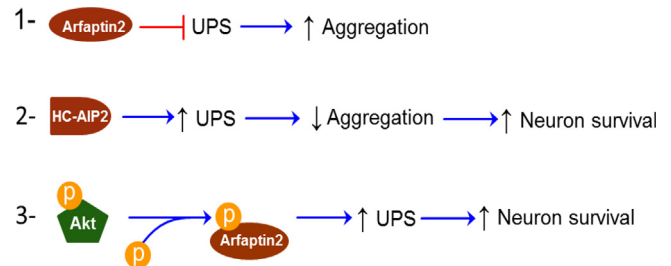 1- Arfaptin2 UPS ↑ Aggregation
2- HC-AIP2 ↑ UPS ↓ Aggregation ↑ Neuron survival
p
3- Akt p Arfaptin2 ↑ UPS ↑ Neuron survival
p